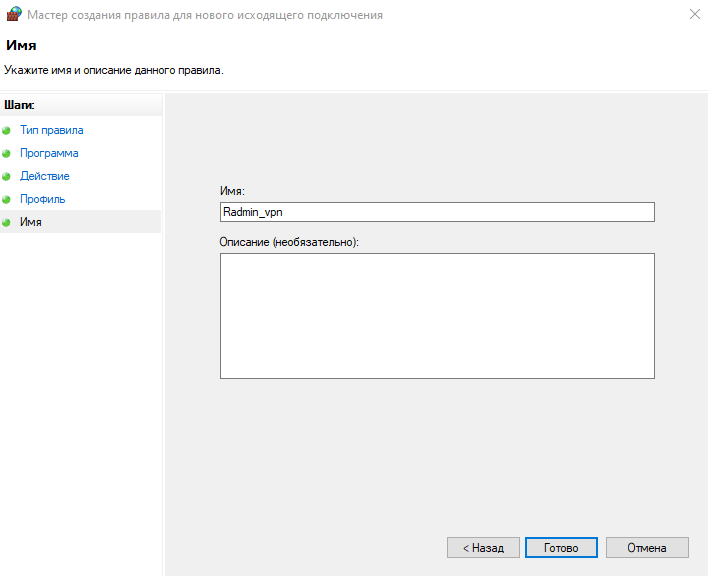 Мастер создания правила для нового исходящего подключения
Имя
Укажите имя и описание данного правила.
Шаги:
Тип правила
Программа
Действие
Профиль
Имя
Имя:
Radmin_vpn
Описание (необязательно):
< Назад
Готово
Отмена